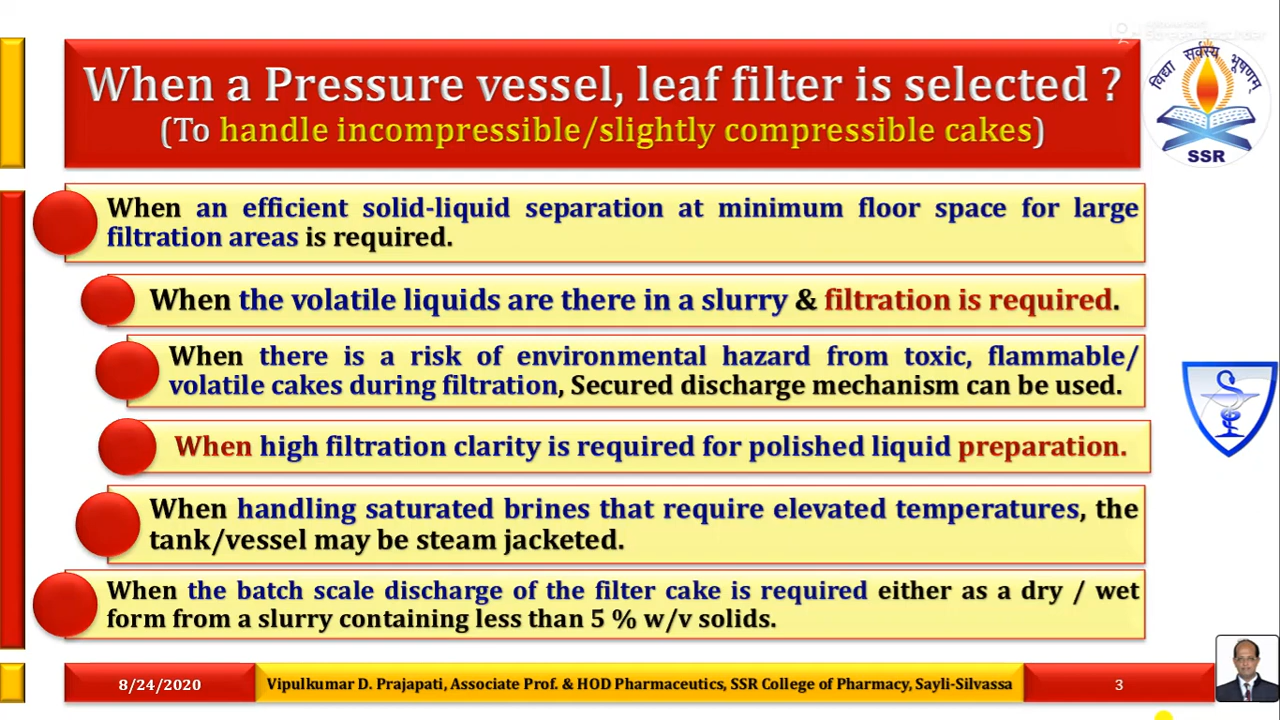 When a Pressure vessel, leaf filter is selected ?
(To handle incompressible/slightly compressible cakes)
विद्या सर्वस्य भूषणम्
SSR
When an efficient solid-liquid separation at minimum floor space for large
filtration areas is required.
When the volatile liquids are there in a slurry & filtration is required.
When there is a risk of environmental hazard from toxic, flammable/
volatile cakes during filtration, Secured discharge mechanism can be used.
When high filtration clarity is required for polished liquid preparation.
When handling saturated brines that require elevated temperatures, the
tank/vessel may be steam jacketed.
When the batch scale discharge of the filter cake is required either as a dry / wet
form from a slurry containing less than 5 % w/v solids.
8/24/2020
Vipulkumar D. Prajapati, Associate Prof. & HOD Pharmaceutics, SSR College of Pharmacy, Sayli-Silvassa
3